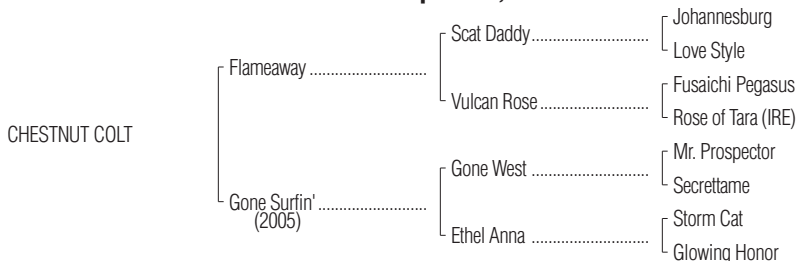 Johannesburg
Scat Daddy
Love Style
Flameaway
Fusaichi Pegasus
Vulcan Rose
Rose of Tara (IRE)
CHESTNUT COLT
Mr. Prospector
Gone West
Secrettame
Gone Surfin'
(2005)
Storm Cat
Ethel Anna
Glowing Honor